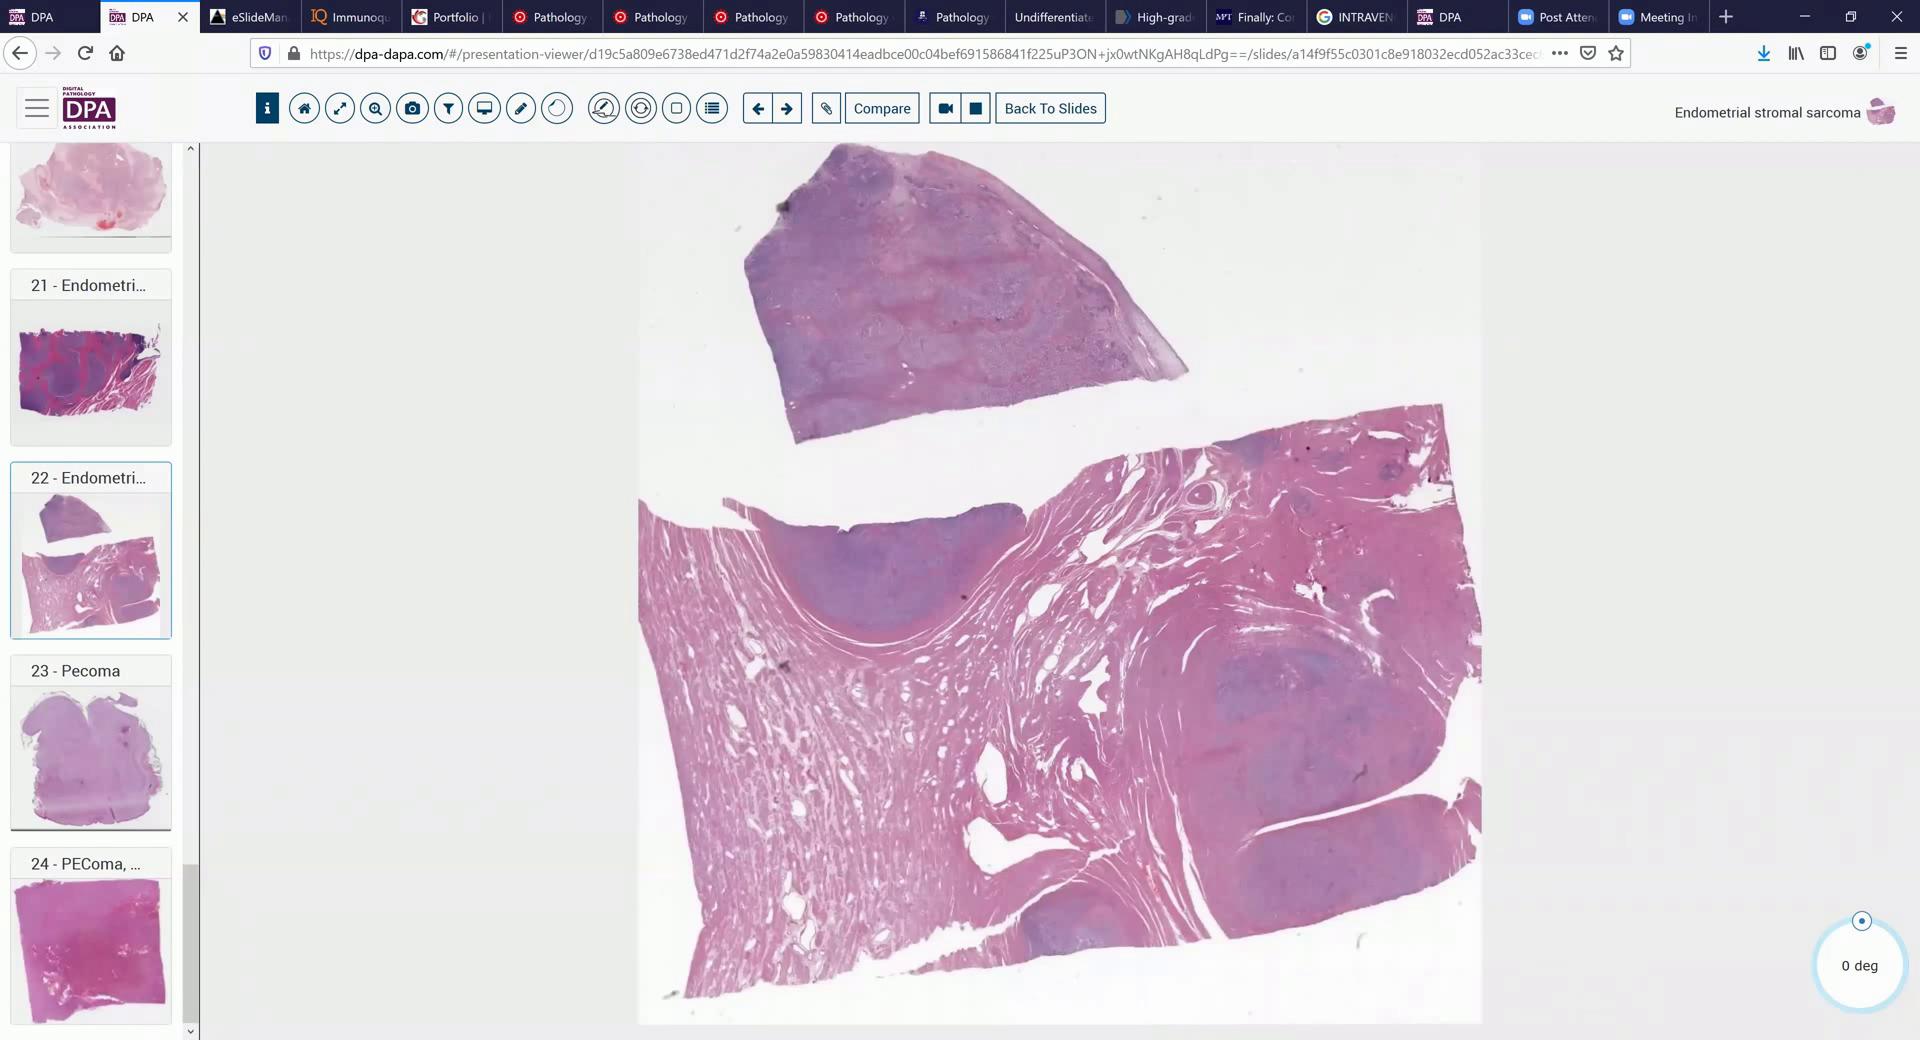 DPA
DPA
eSlideMan
Immunoqu
Portfolio |
Pathology
Pathology
Pathology
Pathology
Pathology
Undifferentiate
High-grad
Finally: Co
INTRAVEN
DPA
Post Atten
Meeting In
https://dpa-dapa.com/#/presentation-viewer/d19c5a809e6738ed471d2f74a2e0a59830414eadbce00c04bef691586841f225uP3ON+jx0wtNKgAH8qLdPg==/slides/a14f9f55c0301c8e918032ecd052ac33cec
DIGITAL
PATHOLOGY
DPA
ASSOCIATION
Compare
Back To Slides
Endometrial stromal sarcoma
21 - Endometri...
22 - Endometri...
23 - Pecoma
24 - PEComa, ...
0 deg